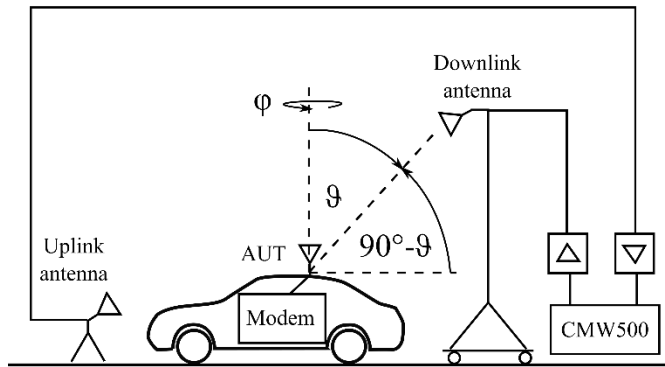 Downlink
antenna
φ
ϑ
Uplink
antenna
AUT
90°-ϑ
Modem
CMW500